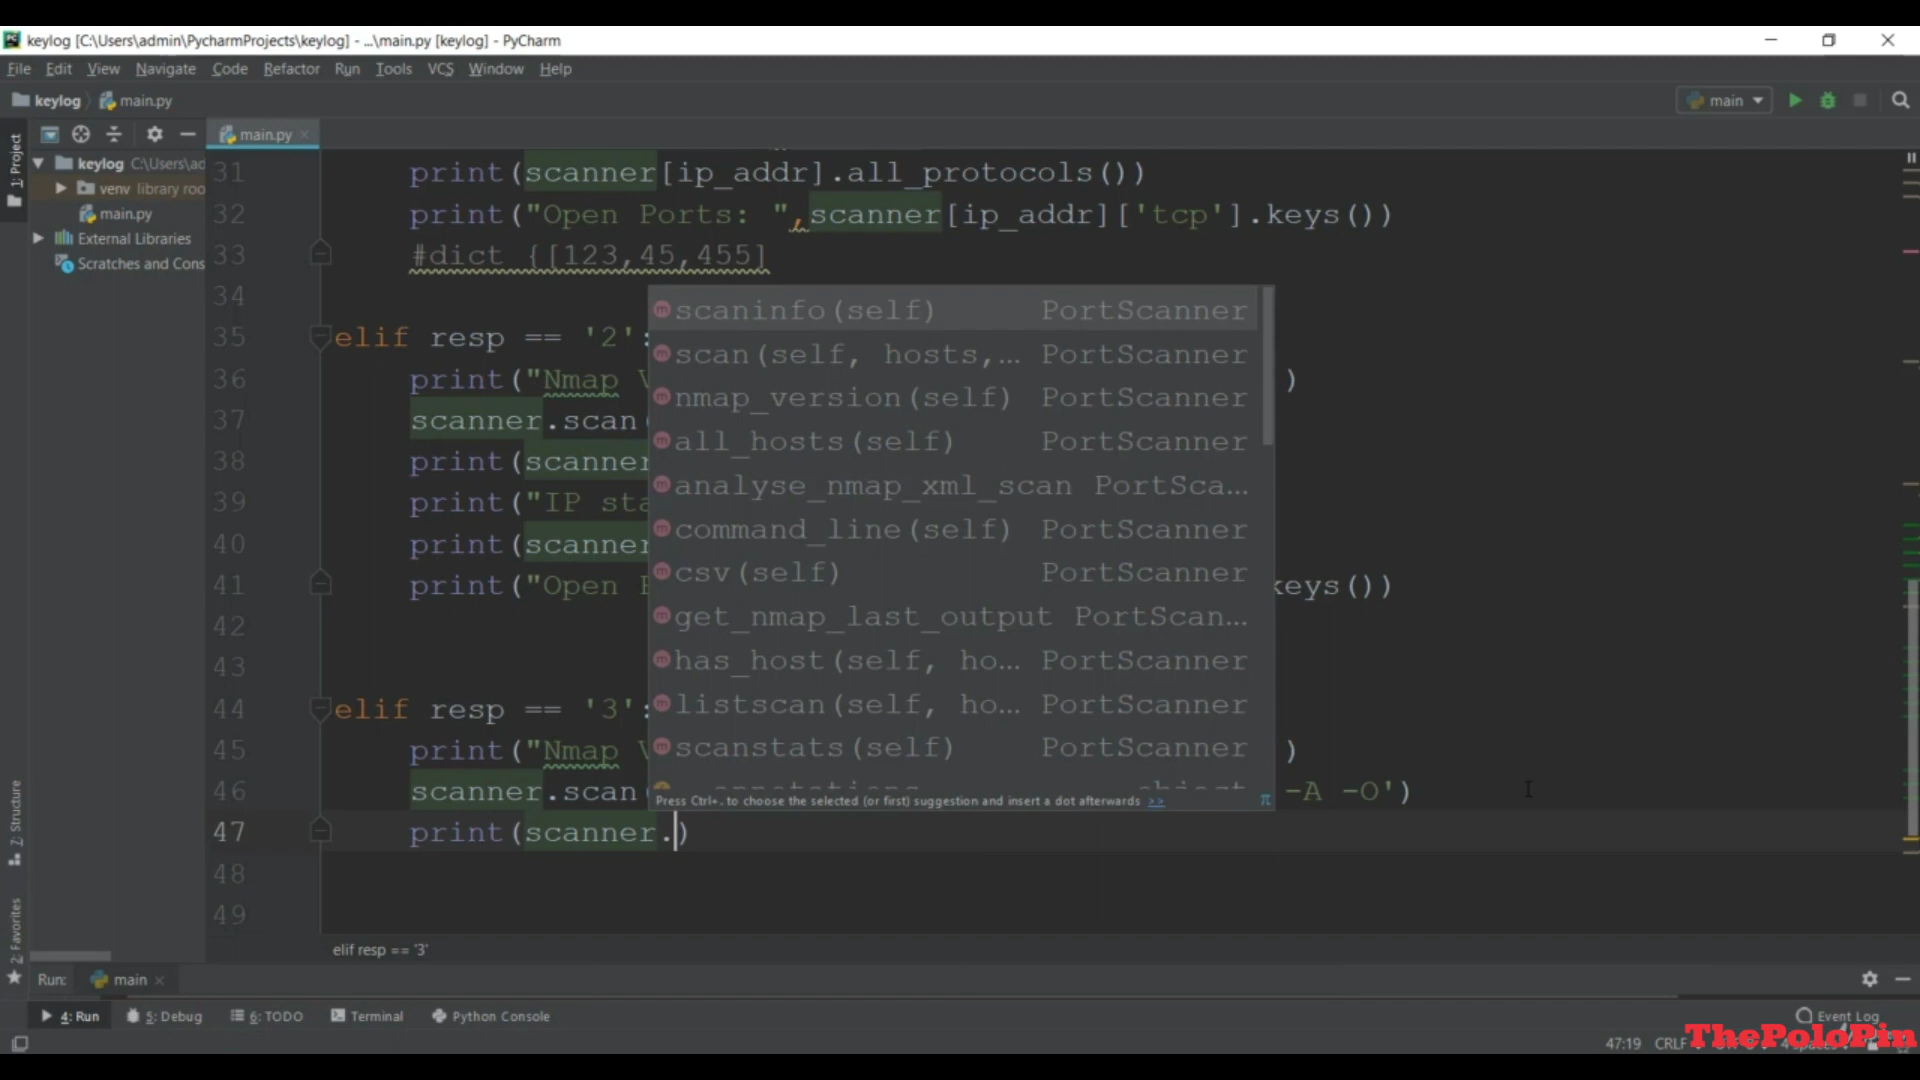 keylog [C:\Users\admin\PycharmProjects\keylog] - ...\main.py [keylog] - PyCharm
File Edit View Navigate Code Refactor Run Tools VCS Window Help
keylog main.py
main
1: Project
main.py
keylog C:\Users\ad
venv library roo
main.py
External Libraries
Scratches and Cons
31 print(scanner[ip_addr].all_protocols())
32 print("Open Ports: ",scanner[ip_addr]['tcp'].keys())
33 #dict {[123,45,455]
34
35 elif resp == '2':
36 print("Nmap V )
37 scanner.scan(
38 print(scanner
39 print("IP sta
40 print(scanner
41 print("Open P keys())
42
43
44 elif resp == '3':
45 print("Nmap V )
46 scanner.scan( -A -O')
47 print(scanner.)
48
49
scaninfo(self) PortScanner
scan(self, hosts,... PortScanner
nmap_version(self) PortScanner
all_hosts(self) PortScanner
analyse_nmap_xml_scan PortSca...
command_line(self) PortScanner
csv(self) PortScanner
get_nmap_last_output PortScan...
has_host(self, ho... PortScanner
listscan(self, ho... PortScanner
scanstats(self) PortScanner
Press Ctrl+. to choose the selected (or first) suggestion and insert a dot afterwards >>
elif resp == '3'
7: Structure
2: Favorites
Run: main
4: Run 5: Debug 6: TODO Terminal Python Console
Event Log
47:19 CRLF
ThePoloPin